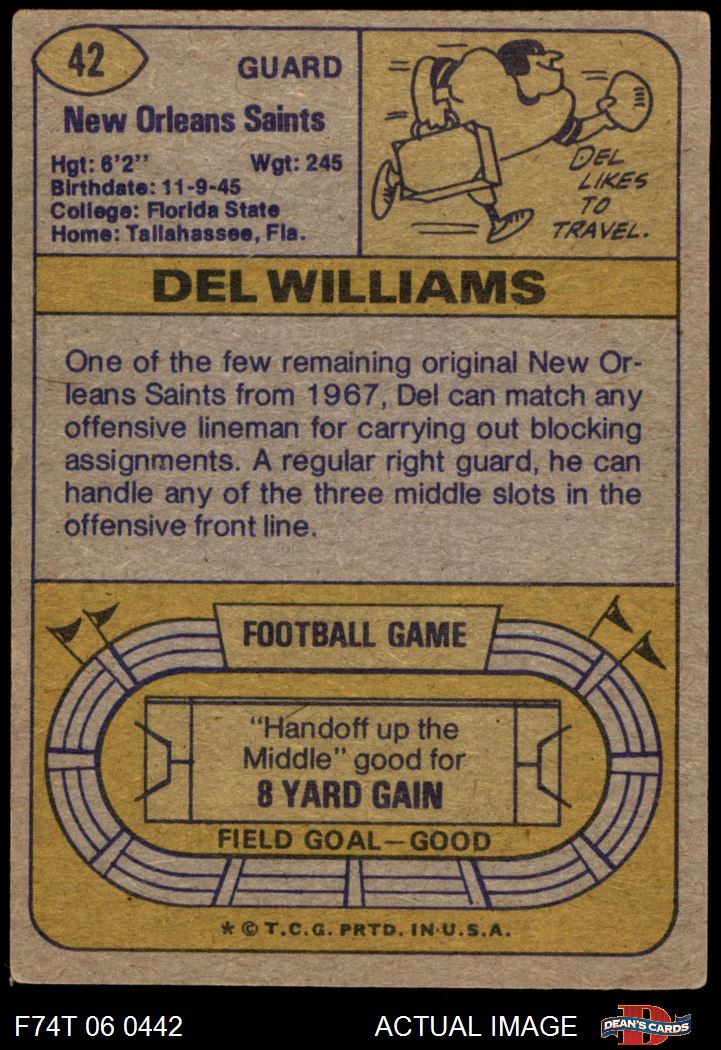 42
GUARD
New Orleans Saints
Hgt: 6'2" Wgt: 245
Birthdate: 11-9-45
College: Florida State
Home: Tallahassee, Fla.
DEL
LIKES
TO
TRAVEL.
DEL WILLIAMS
One of the few remaining original New Or-
leans Saints from 1967, Del can match any
offensive lineman for carrying out blocking
assignments. A regular right guard, he can
handle any of the three middle slots in the
offensive front line.
FOOTBALL GAME
"Handoff up the
Middle" good for
8 YARD GAIN
FIELD GOAL—GOOD
* © T.C.G. PRTD. IN U.S.A.
F74T 06 0442 ACTUAL IMAGE
D
DEAN'S CARDS